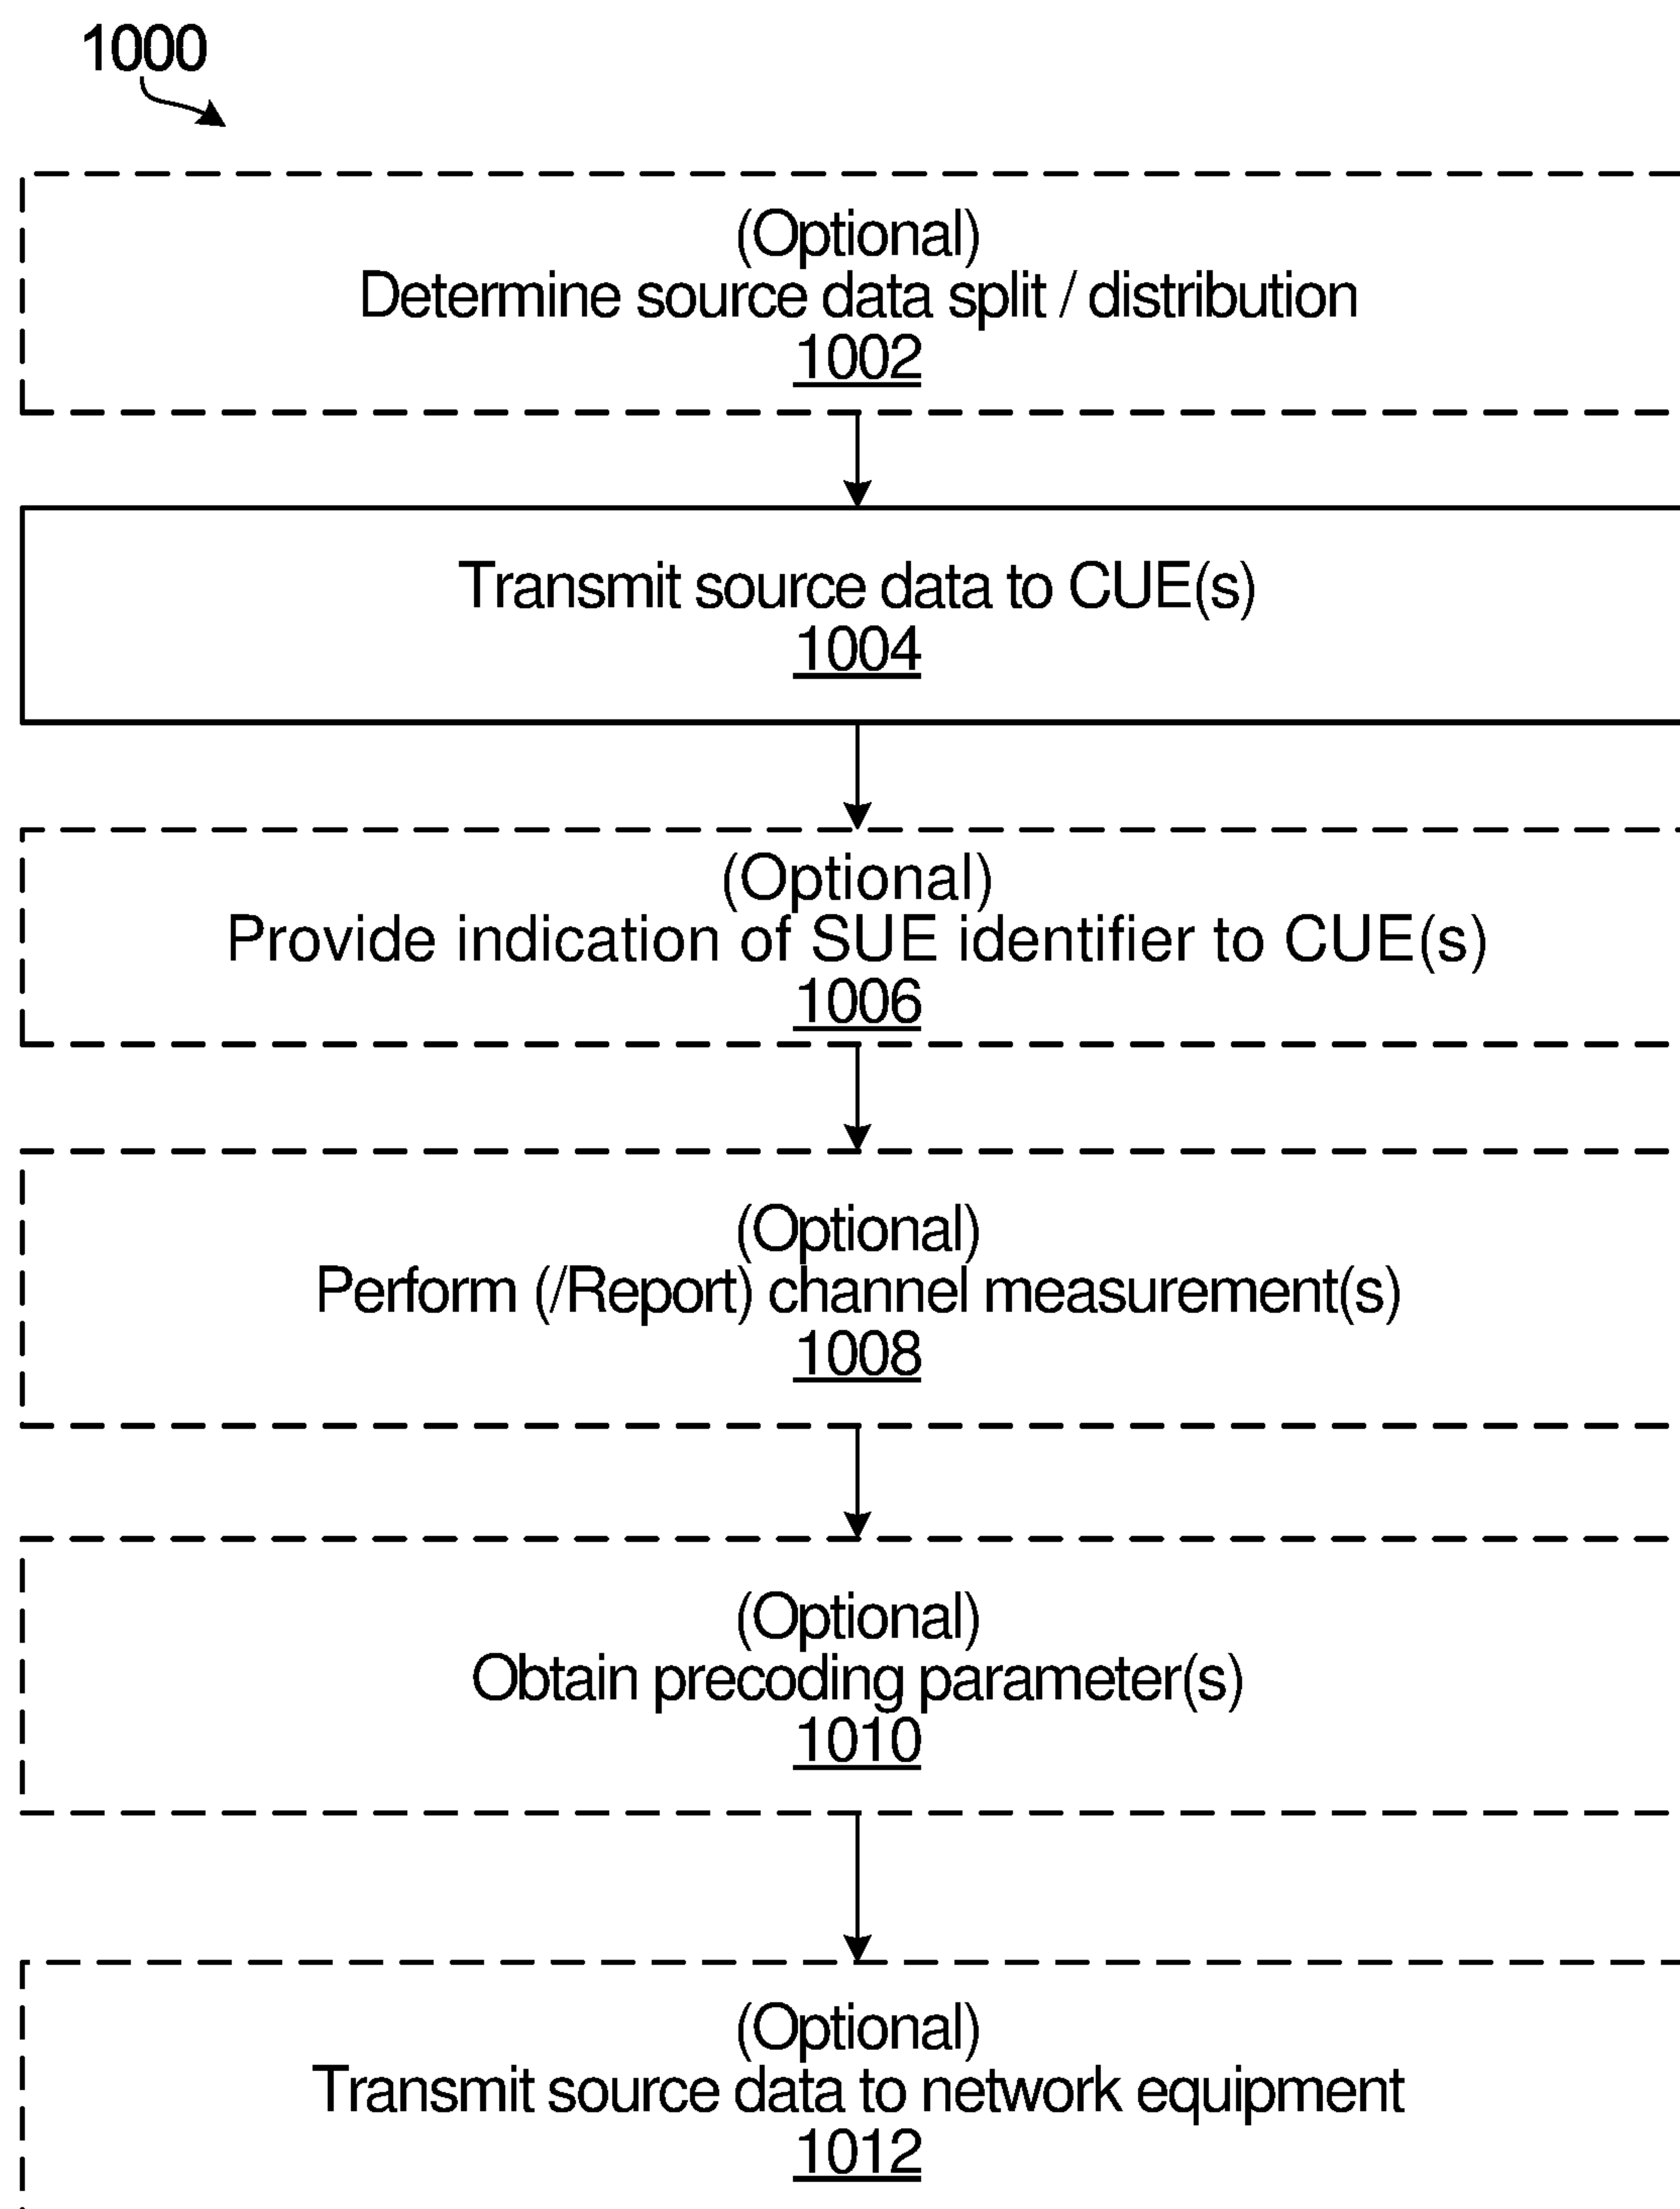 1000
(Optional)
Determine source data split / distribution
1002
Transmit source data to CUE(s)
1004
(Optional)
Provide indication of SUE identifier to CUE(s)
1006
(Optional)
Perform (/Report) channel measurement(s)
1008
(Optional)
Obtain precoding parameter(s)
1010
(Optional)
Transmit source data to network equipment
1012